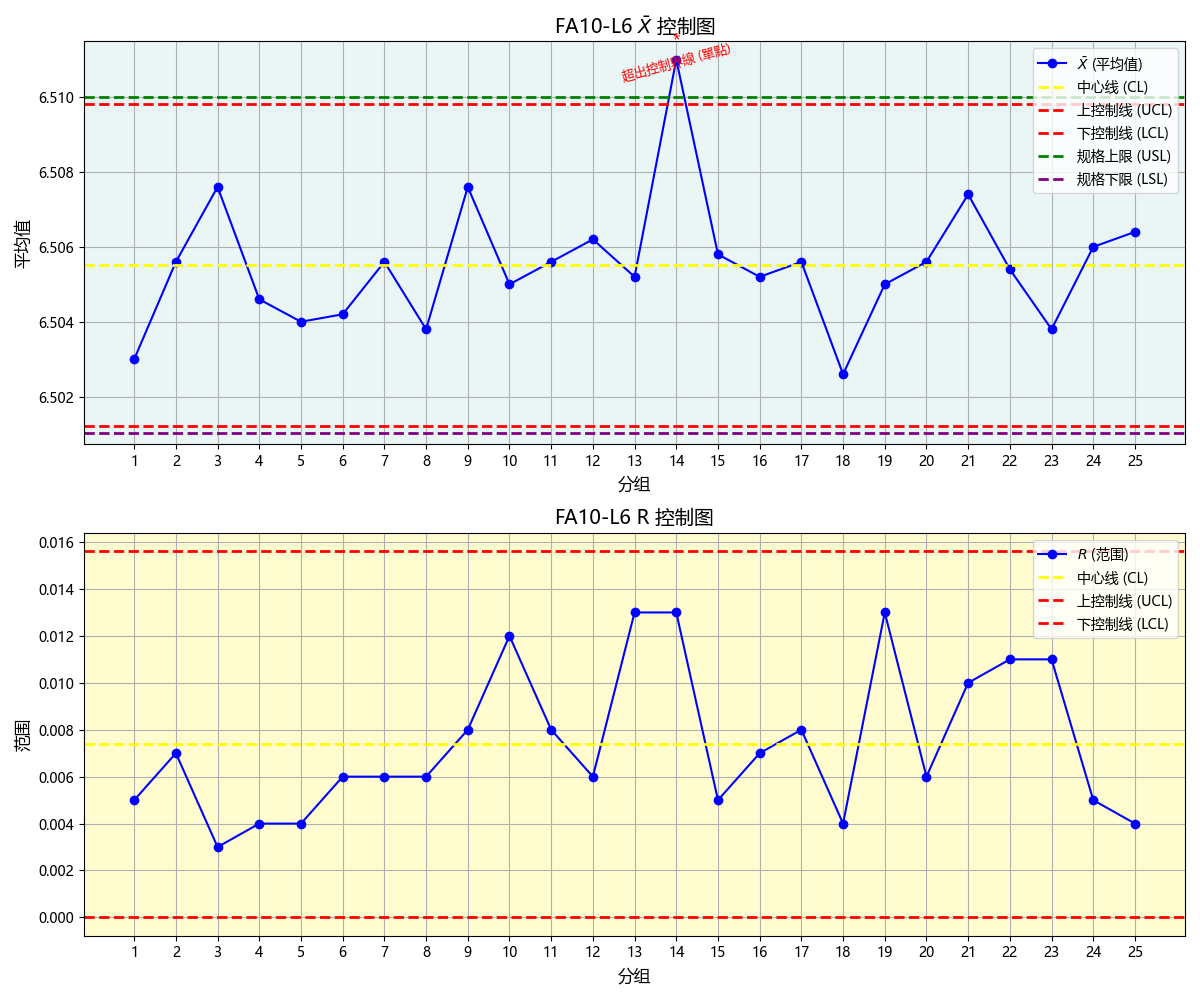 FA10-L6 X̄ 控制图
*
超出控制界線 (單點)
X̄ (平均值)
中心线 (CL)
上控制线 (UCL)
下控制线 (LCL)
规格上限 (USL)
规格下限 (LSL)
平均值
6.510
6.508
6.506
6.504
6.502
1 2 3 4 5 6 7 8 9 10 11 12 13 14 15 16 17 18 19 20 21 22 23 24 25
分组
FA10-L6 R 控制图
R (范围)
中心线 (CL)
上控制线 (UCL)
下控制线 (LCL)
范围
0.016
0.014
0.012
0.010
0.008
0.006
0.004
0.002
0.000
1 2 3 4 5 6 7 8 9 10 11 12 13 14 15 16 17 18 19 20 21 22 23 24 25
分组